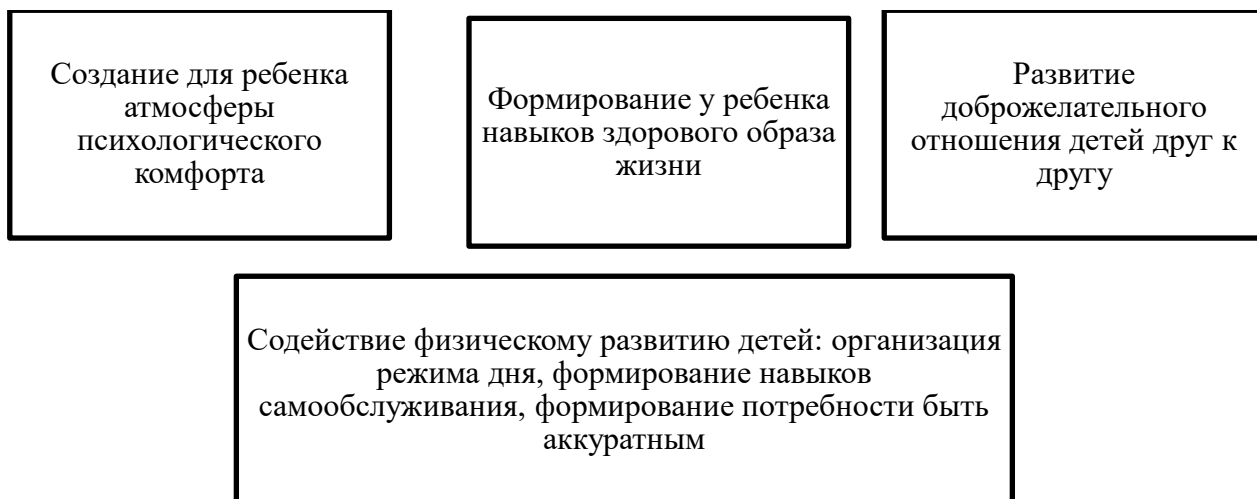 Создание для ребенка
атмосферы
психологического
комфорта
Формирование у ребенка
навыков здорового образа
жизни
Развитие
доброжелательного
отношения детей друг к
другу
Содействие физическому развитию детей: организация
режима дня, формирование навыков
самообслуживания, формирование потребности быть
аккуратным